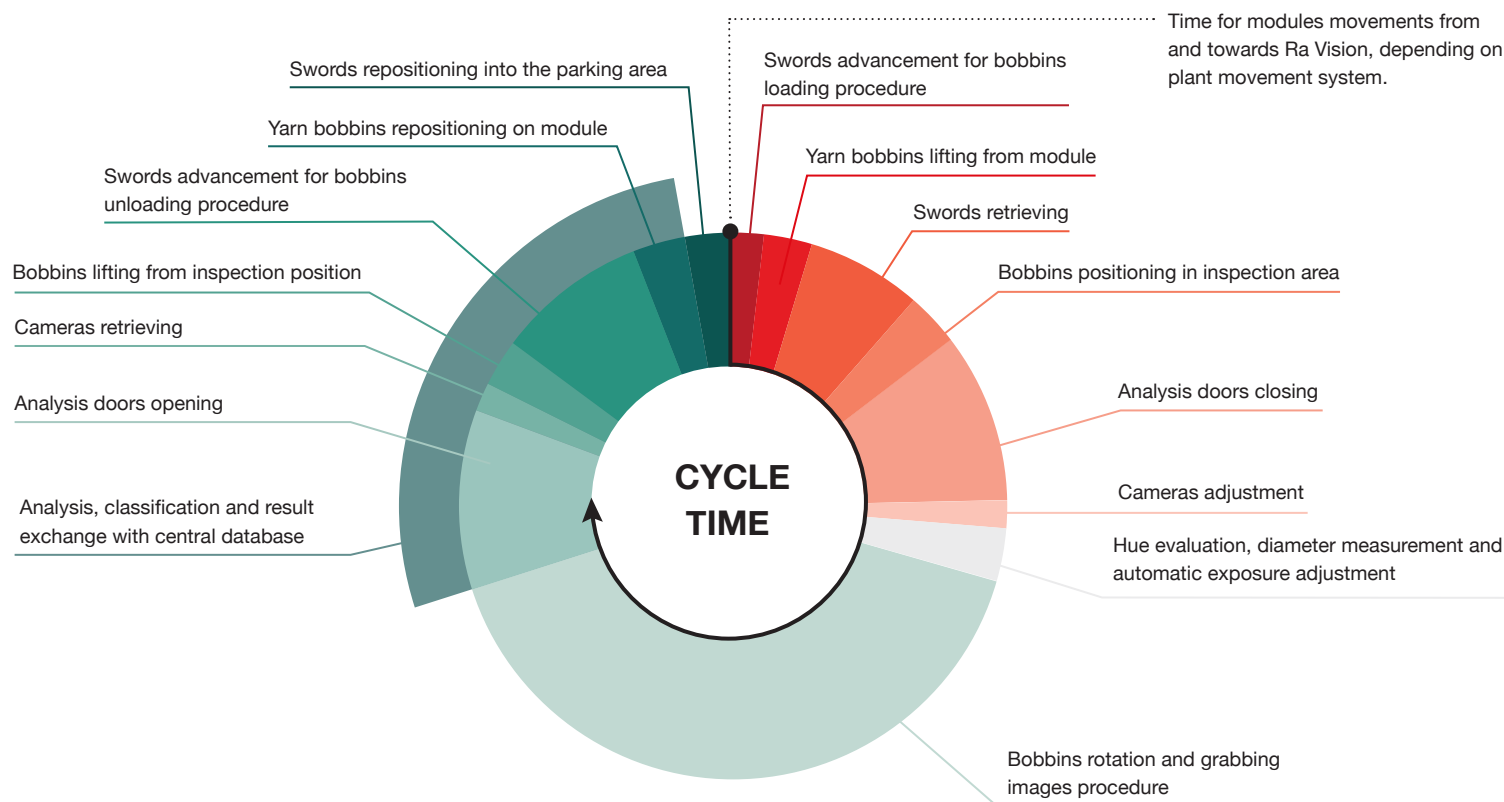 Time for modules movements from
and towards Ra Vision, depending on
plant movement system.
Swords advancement for bobbins
loading procedure
Yarn bobbins lifting from module
Swords retrieving
Bobbins positioning in inspection area
Analysis doors closing
Cameras adjustment
Hue evaluation, diameter measurement and
automatic exposure adjustment
Bobbins rotation and grabbing
images procedure
Analysis, classification and result
exchange with central database
Analysis doors opening
Cameras retrieving
Bobbins lifting from inspection position
Swords advancement for bobbins
unloading procedure
Yarn bobbins repositioning on module
Swords repositioning into the parking area
CYCLE
TIME